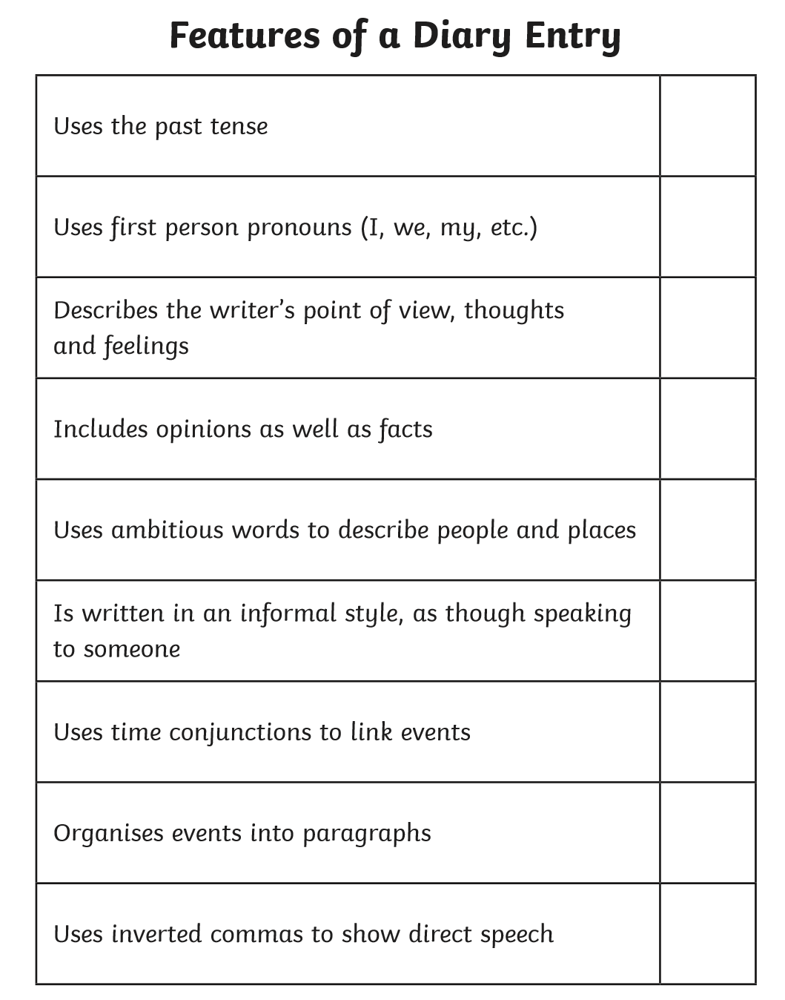 Features of a Diary Entry
Uses the past tense
Uses first person pronouns (I, we, my, etc.)
Describes the writer’s point of view, thoughts
and feelings
Includes opinions as well as facts
Uses ambitious words to describe people and places
Is written in an informal style, as though speaking
to someone
Uses time conjunctions to link events
Organises events into paragraphs
Uses inverted commas to show direct speech